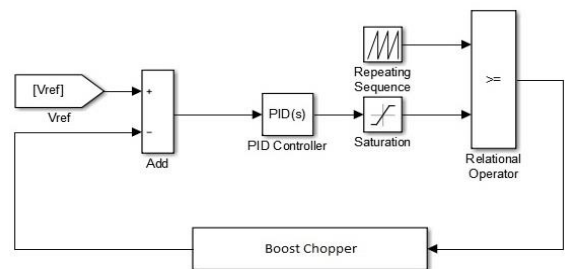 [Vref]
Vref
+
−
Add
PID(s)
PID Controller
Repeating
Sequence
Saturation
>=
Relational
Operator
Boost Chopper